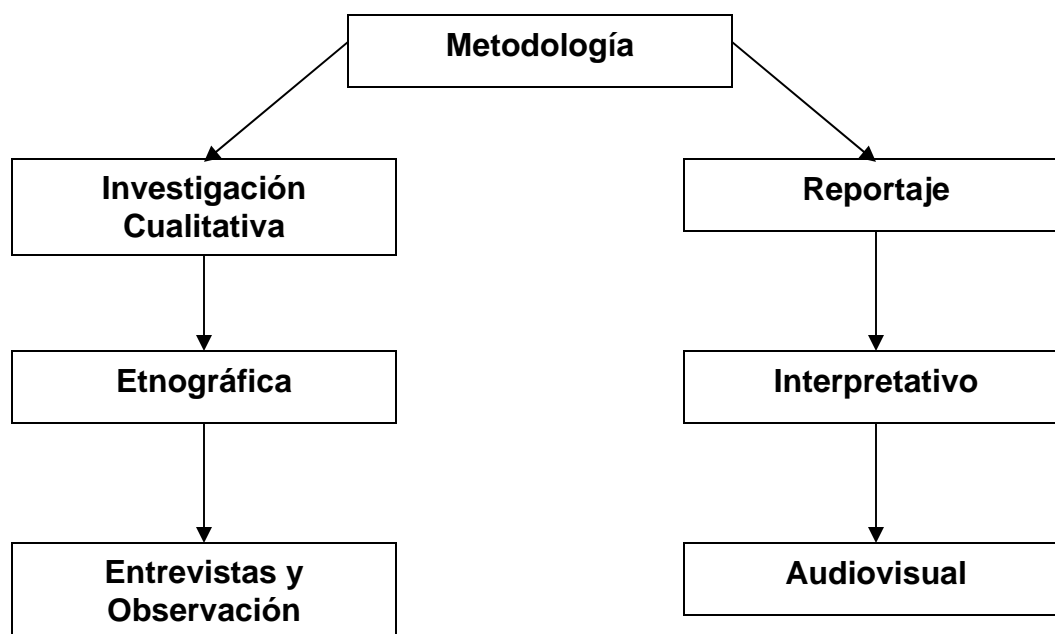 Metodología
Investigación
Cualitativa
Reportaje
Etnográfica
Interpretativo
Entrevistas y
Observación
Audiovisual